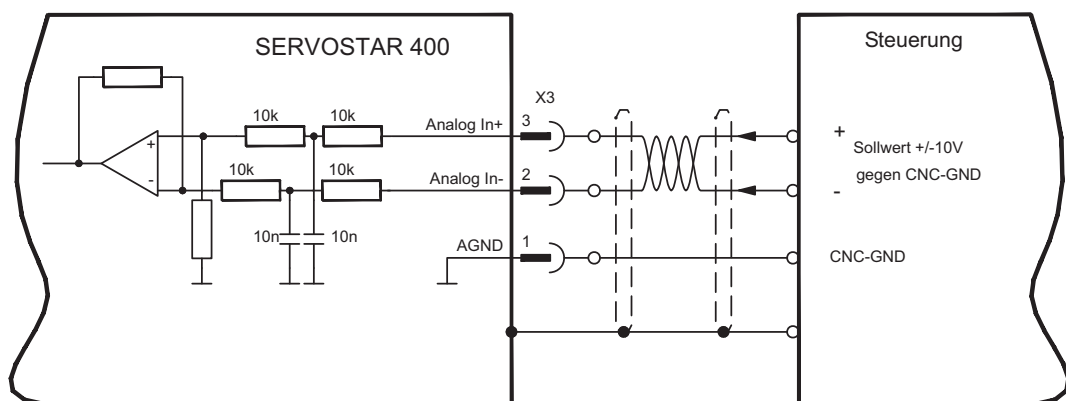 SERVOSTAR 400
Steuerung
X3
10k
10k
Analog In+
3
+
+
Sollwert +/-10V
10k
10k
Analog In-
2
-
gegen CNC-GND
-
10n
10n
AGND
1
CNC-GND